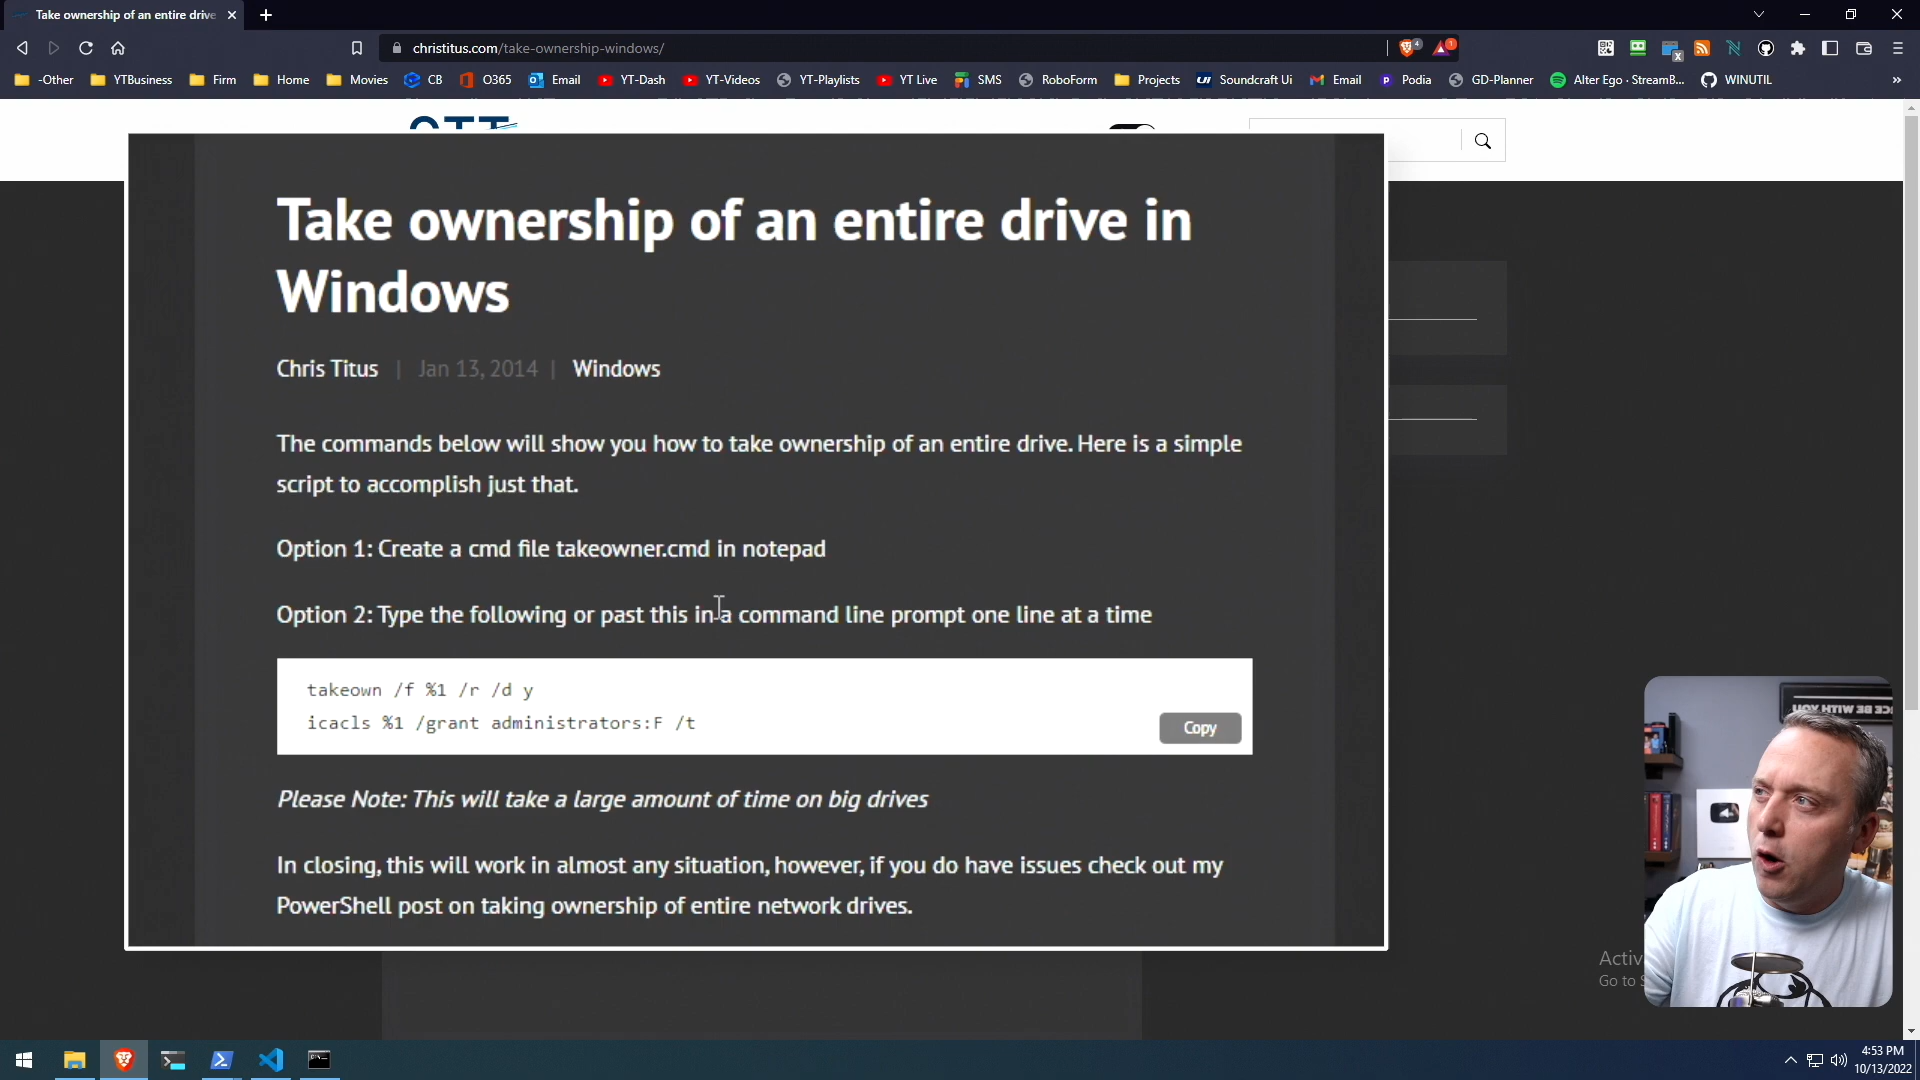 Take ownership of an entire drive
christitus.com/take-ownership-windows/
4
1
-Other
YTBusiness
Firm
Home
Movies
CB
O365
Email
YT-Dash
YT-Videos
YT-Playlists
YT Live
SMS
RoboForm
Projects
Soundcraft Ui
Email
Podia
GD-Planner
Alter Ego · StreamB...
WINUTIL
»
Take ownership of an entire drive in
Windows
Chris Titus | Jan 13, 2014 | Windows
The commands below will show you how to take ownership of an entire drive. Here is a simple
script to accomplish just that.
Option 1: Create a cmd file takeowner.cmd in notepad
Option 2: Type the following or past this in a command line prompt one line at a time
takeown /f %1 /r /d y
icacls %1 /grant administrators:F /t
Copy
Please Note: This will take a large amount of time on big drives
In closing, this will work in almost any situation, however, if you do have issues check out my
PowerShell post on taking ownership of entire network drives.
Activ
Go to S
4:53 PM
10/13/2022